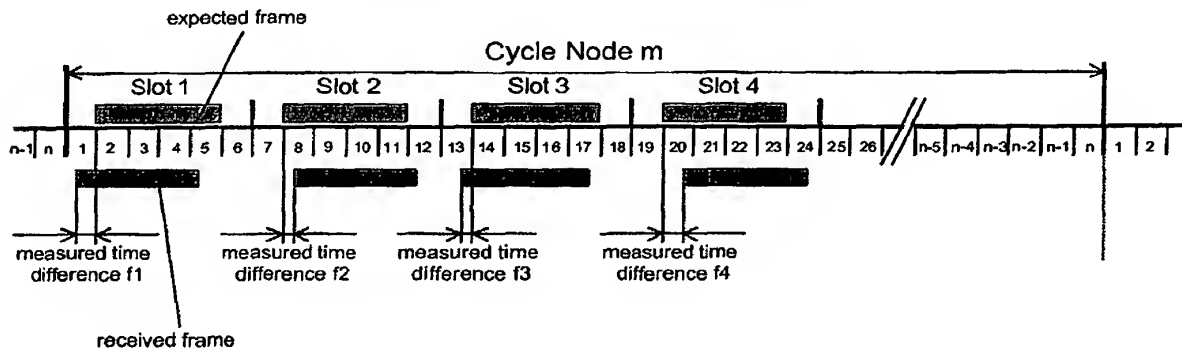 expected frame
Cycle Node m
Slot 1 Slot 2 Slot 3 Slot 4
n-1 n 1 2 3 4 5 6 7 8 9 10 11 12 13 14 15 16 17 18 19 20 21 22 23 24 25 26 n-5 n-4 n-3 n-2 n-1 n 1 2
measured time difference f1
measured time difference f2
measured time difference f3
measured time difference f4
received frame